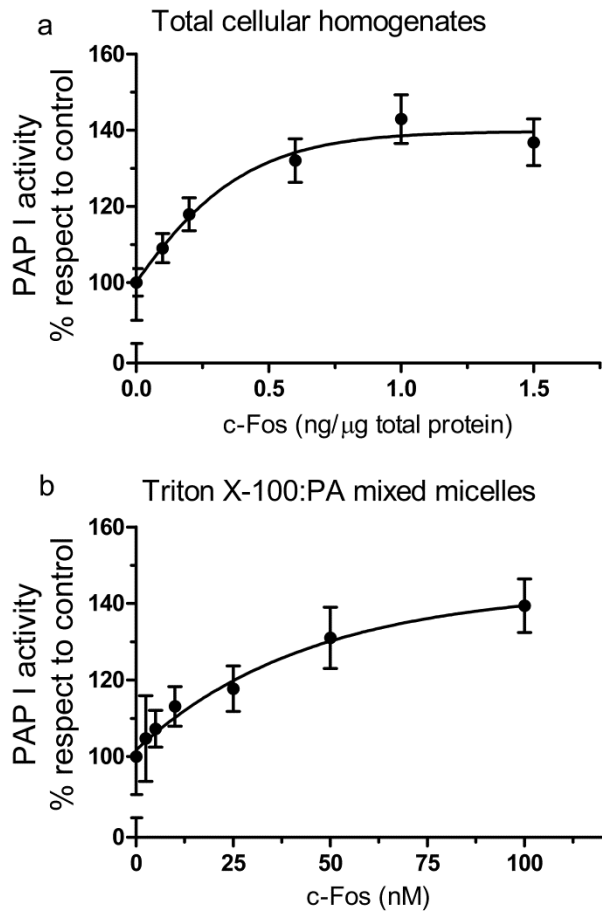 a
Total cellular homogenates
PAP I activity
% respect to control
160
140
120
100
0
0.0 0.5 1.0 1.5
c-Fos (ng/μg total protein)
b
Triton X-100:PA mixed micelles
PAP I activity
% respect to control
160
140
120
100
0
0 25 50 75 100
c-Fos (nM)